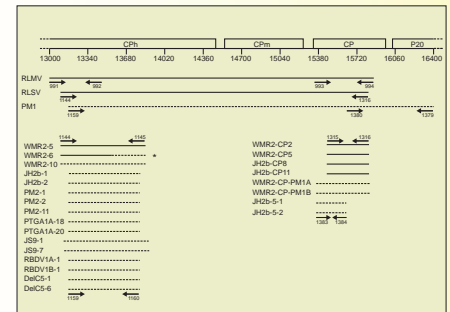 CPh CPm CP P20
13000 13340 13680 14020 14360 14700 15040 15380 15720 16060 16400
RLMV
991 992 993 994
RLSV
1144 1316
PM1
1159 1380 1379
1144 1145 1315 1316
WMR2-5 WMR2-CP2
WMR2-6 * WMR2-CP5
WMR2-10 JH2b-CP8
JH2b-1 JH2b-CP11
JH2b-2 WMR2-CP-PM1A
PM2-1 WMR2-CP-PM1B
PM2-2 JH2b-5-1
PM2-11 JH2b-5-2
PTGA1A-18 1383 1384
PTGA1A-20
JS9-1
JS9-7
RBDV1A-1
RBDV1B-1
DelC5-1
DelC5-6
1159 1160